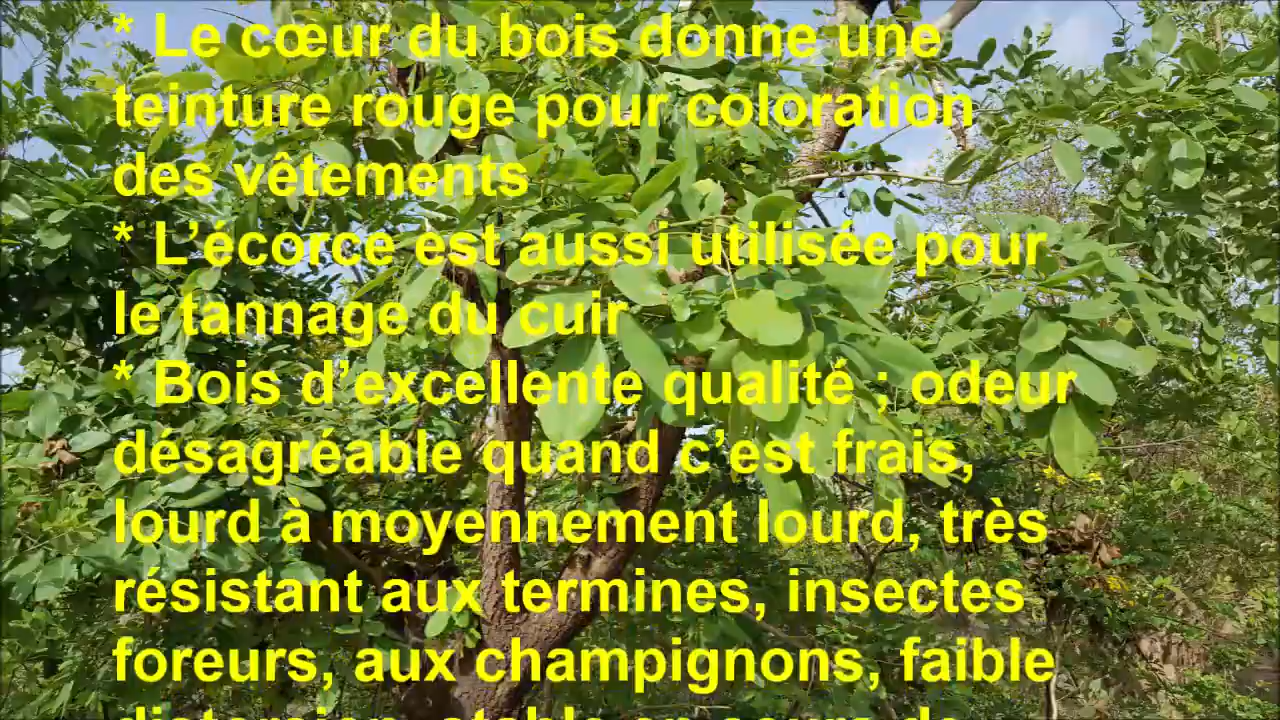 * Le cœur du bois donne une
teinture rouge pour coloration
des vêtements
* L’écorce est aussi utilisée pour
le tannage du cuir
* Bois d’excellente qualité ; odeur
désagréable quand c’est frais,
lourd à moyennement lourd, très
résistant aux termines, insectes
foreurs, aux champignons, faible